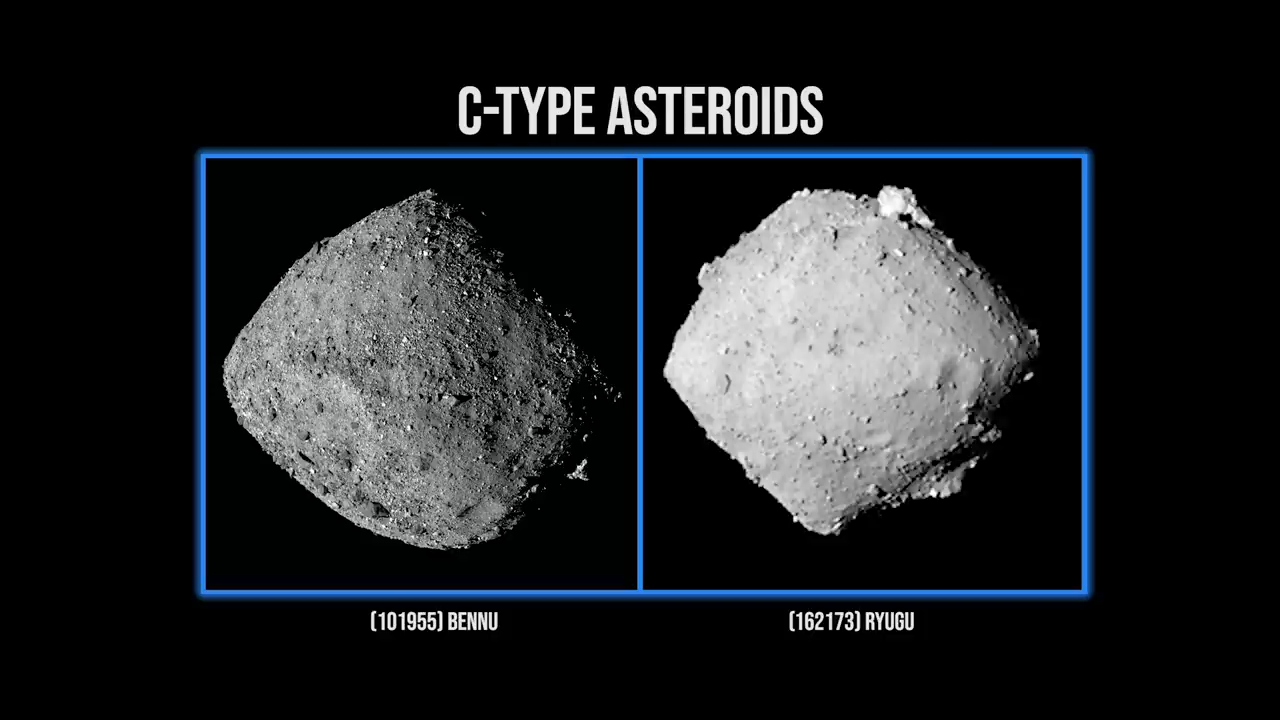 C-TYPE ASTEROIDS
(101955) BENNU
(162173) RYUGU